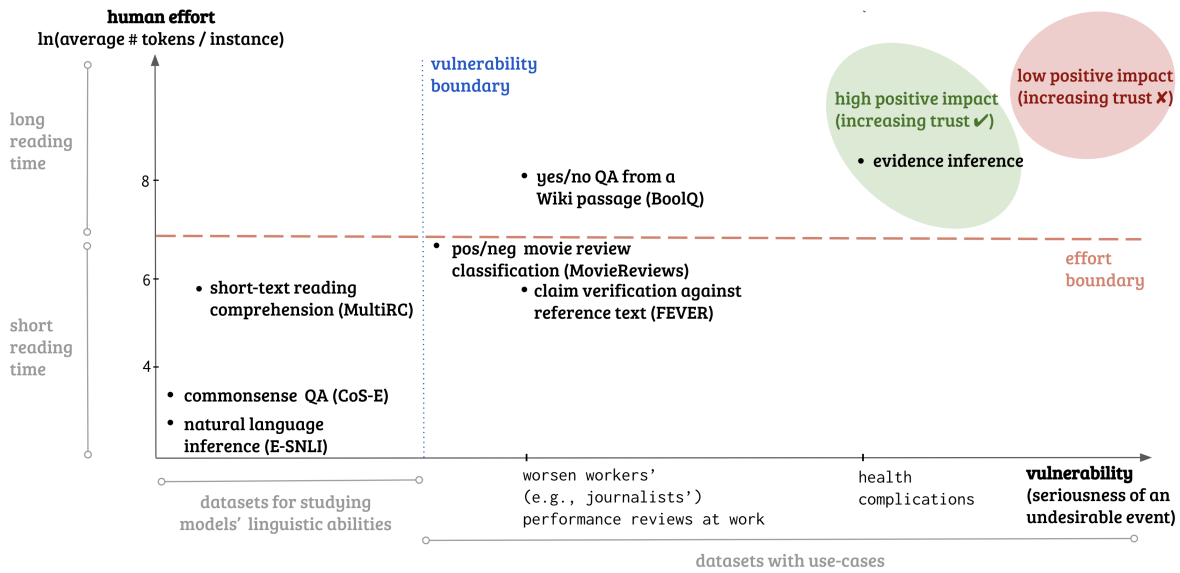 human effort
ln(average # tokens / instance)
vulnerability
boundary
low positive impact
(increasing trust ✘)
high positive impact
(increasing trust ✔)
long
reading
time
evidence inference
8
yes/no QA from a
Wiki passage (BoolQ)
pos/neg movie review
classification (MovieReviews)
effort
boundary
6
short-text reading
comprehension (MultiRC)
claim verification against
reference text (FEVER)
short
reading
time
4
commonsense QA (CoS-E)
natural language
inference (E-SNLI)
worsen workers’
(e.g., journalists’)
performance reviews at work
health
complications
vulnerability
(seriousness of an
undesirable event)
datasets for studying
models’ linguistic abilities
datasets with use-cases